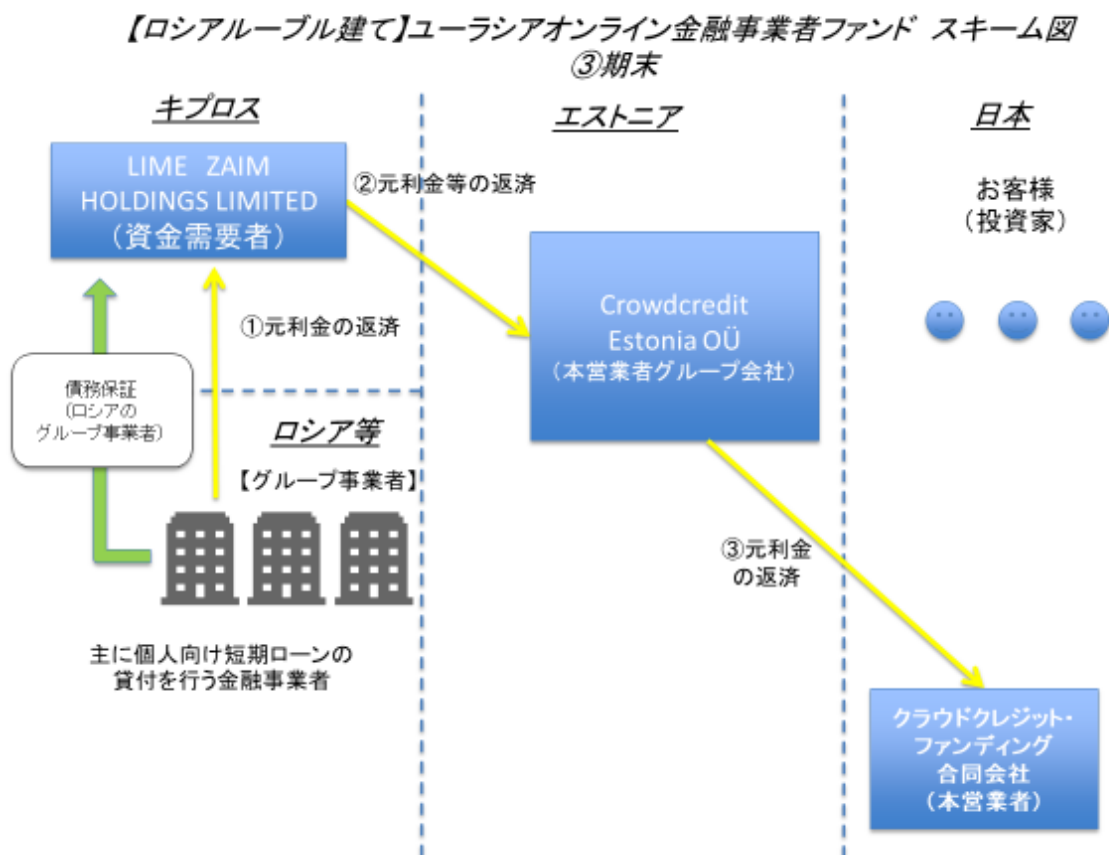 【ロシアルーブル建て】ユーラシアオンライン金融事業者ファンド スキーム図
③期末
キプロス
エストニア
日本
LIME ZAIM
HOLDINGS LIMITED
（資金需要者）
②元利金等の返済
お客様
（投資家）
①元利金の返済
Crowdcredit
Estonia OÜ
（本営業者グループ会社）
債務保証
(ロシアの
グループ事業者)
ロシア等
【グループ事業者】
③元利金
の返済
主に個人向け短期ローンの
貸付を行う金融事業者
クラウドクレジット・
ファンディング
合同会社
（本営業者）